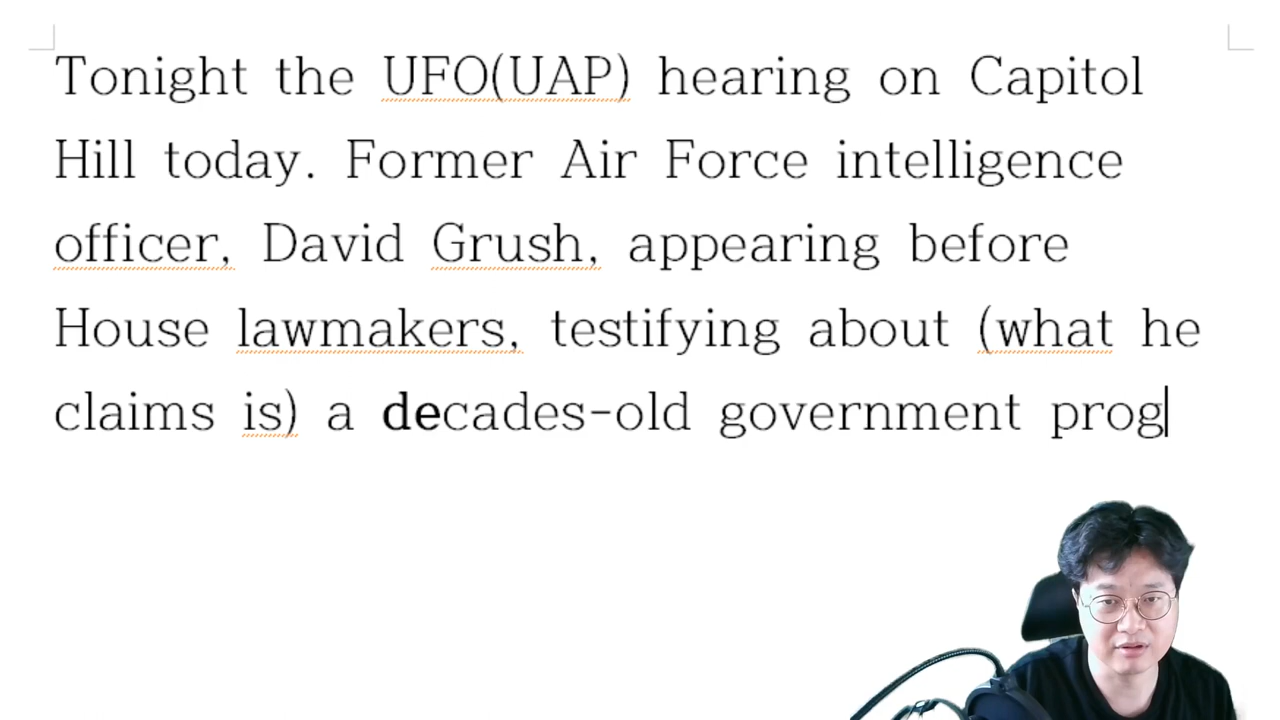 Tonight the UFO(UAP) hearing on Capitol
Hill today. Former Air Force intelligence
officer, David Grush, appearing before
House lawmakers, testifying about (what he
claims is) a decades-old government prog